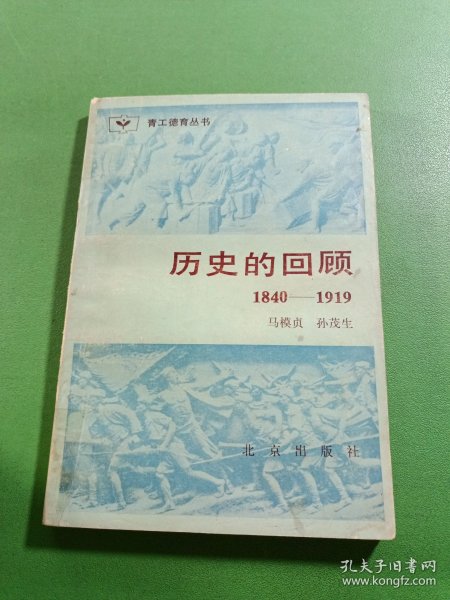 青工德育丛书
历史的回顾
1840——1919
马模贞 孙茂生
北京出版社
孔夫子旧书网
www.kongfz.com